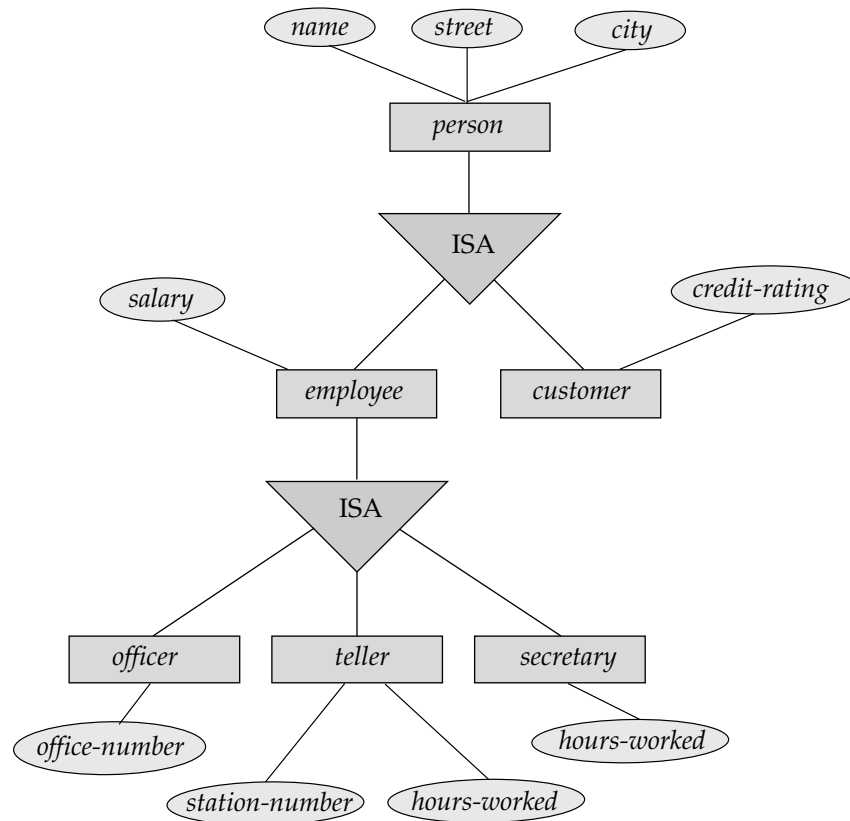 name
street
city
person
ISA
salary
credit-rating
employee
customer
ISA
officer
teller
secretary
office-number
hours-worked
station-number
hours-worked